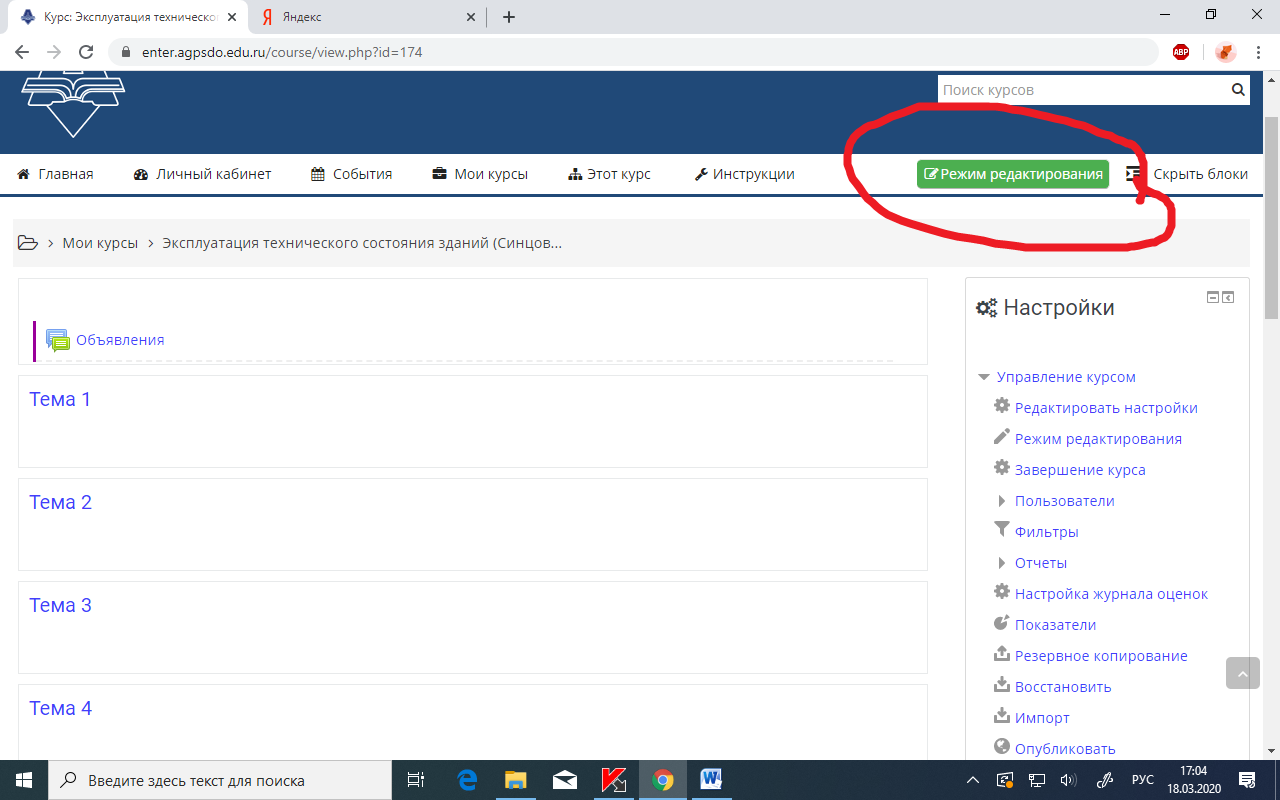 Курс: Эксплуатация техническо
Яндекс
enter.agpsdo.edu.ru/course/view.php?id=174
ABP
Поиск курсов
Главная
Личный кабинет
События
Мои курсы
Этот курс
Инструкции
Режим редактирования
Скрыть блоки
Мои курсы
Эксплуатация технического состояния зданий (Синцов...
Объявления
Тема 1
Тема 2
Тема 3
Тема 4
Настройки
Управление курсом
Редактировать настройки
Режим редактирования
Завершение курса
Пользователи
Фильтры
Отчеты
Настройка журнала оценок
Показатели
Резервное копирование
Восстановить
Импорт
Опубликовать
Введите здесь текст для поиска
РУС
17:04
18.03.2020